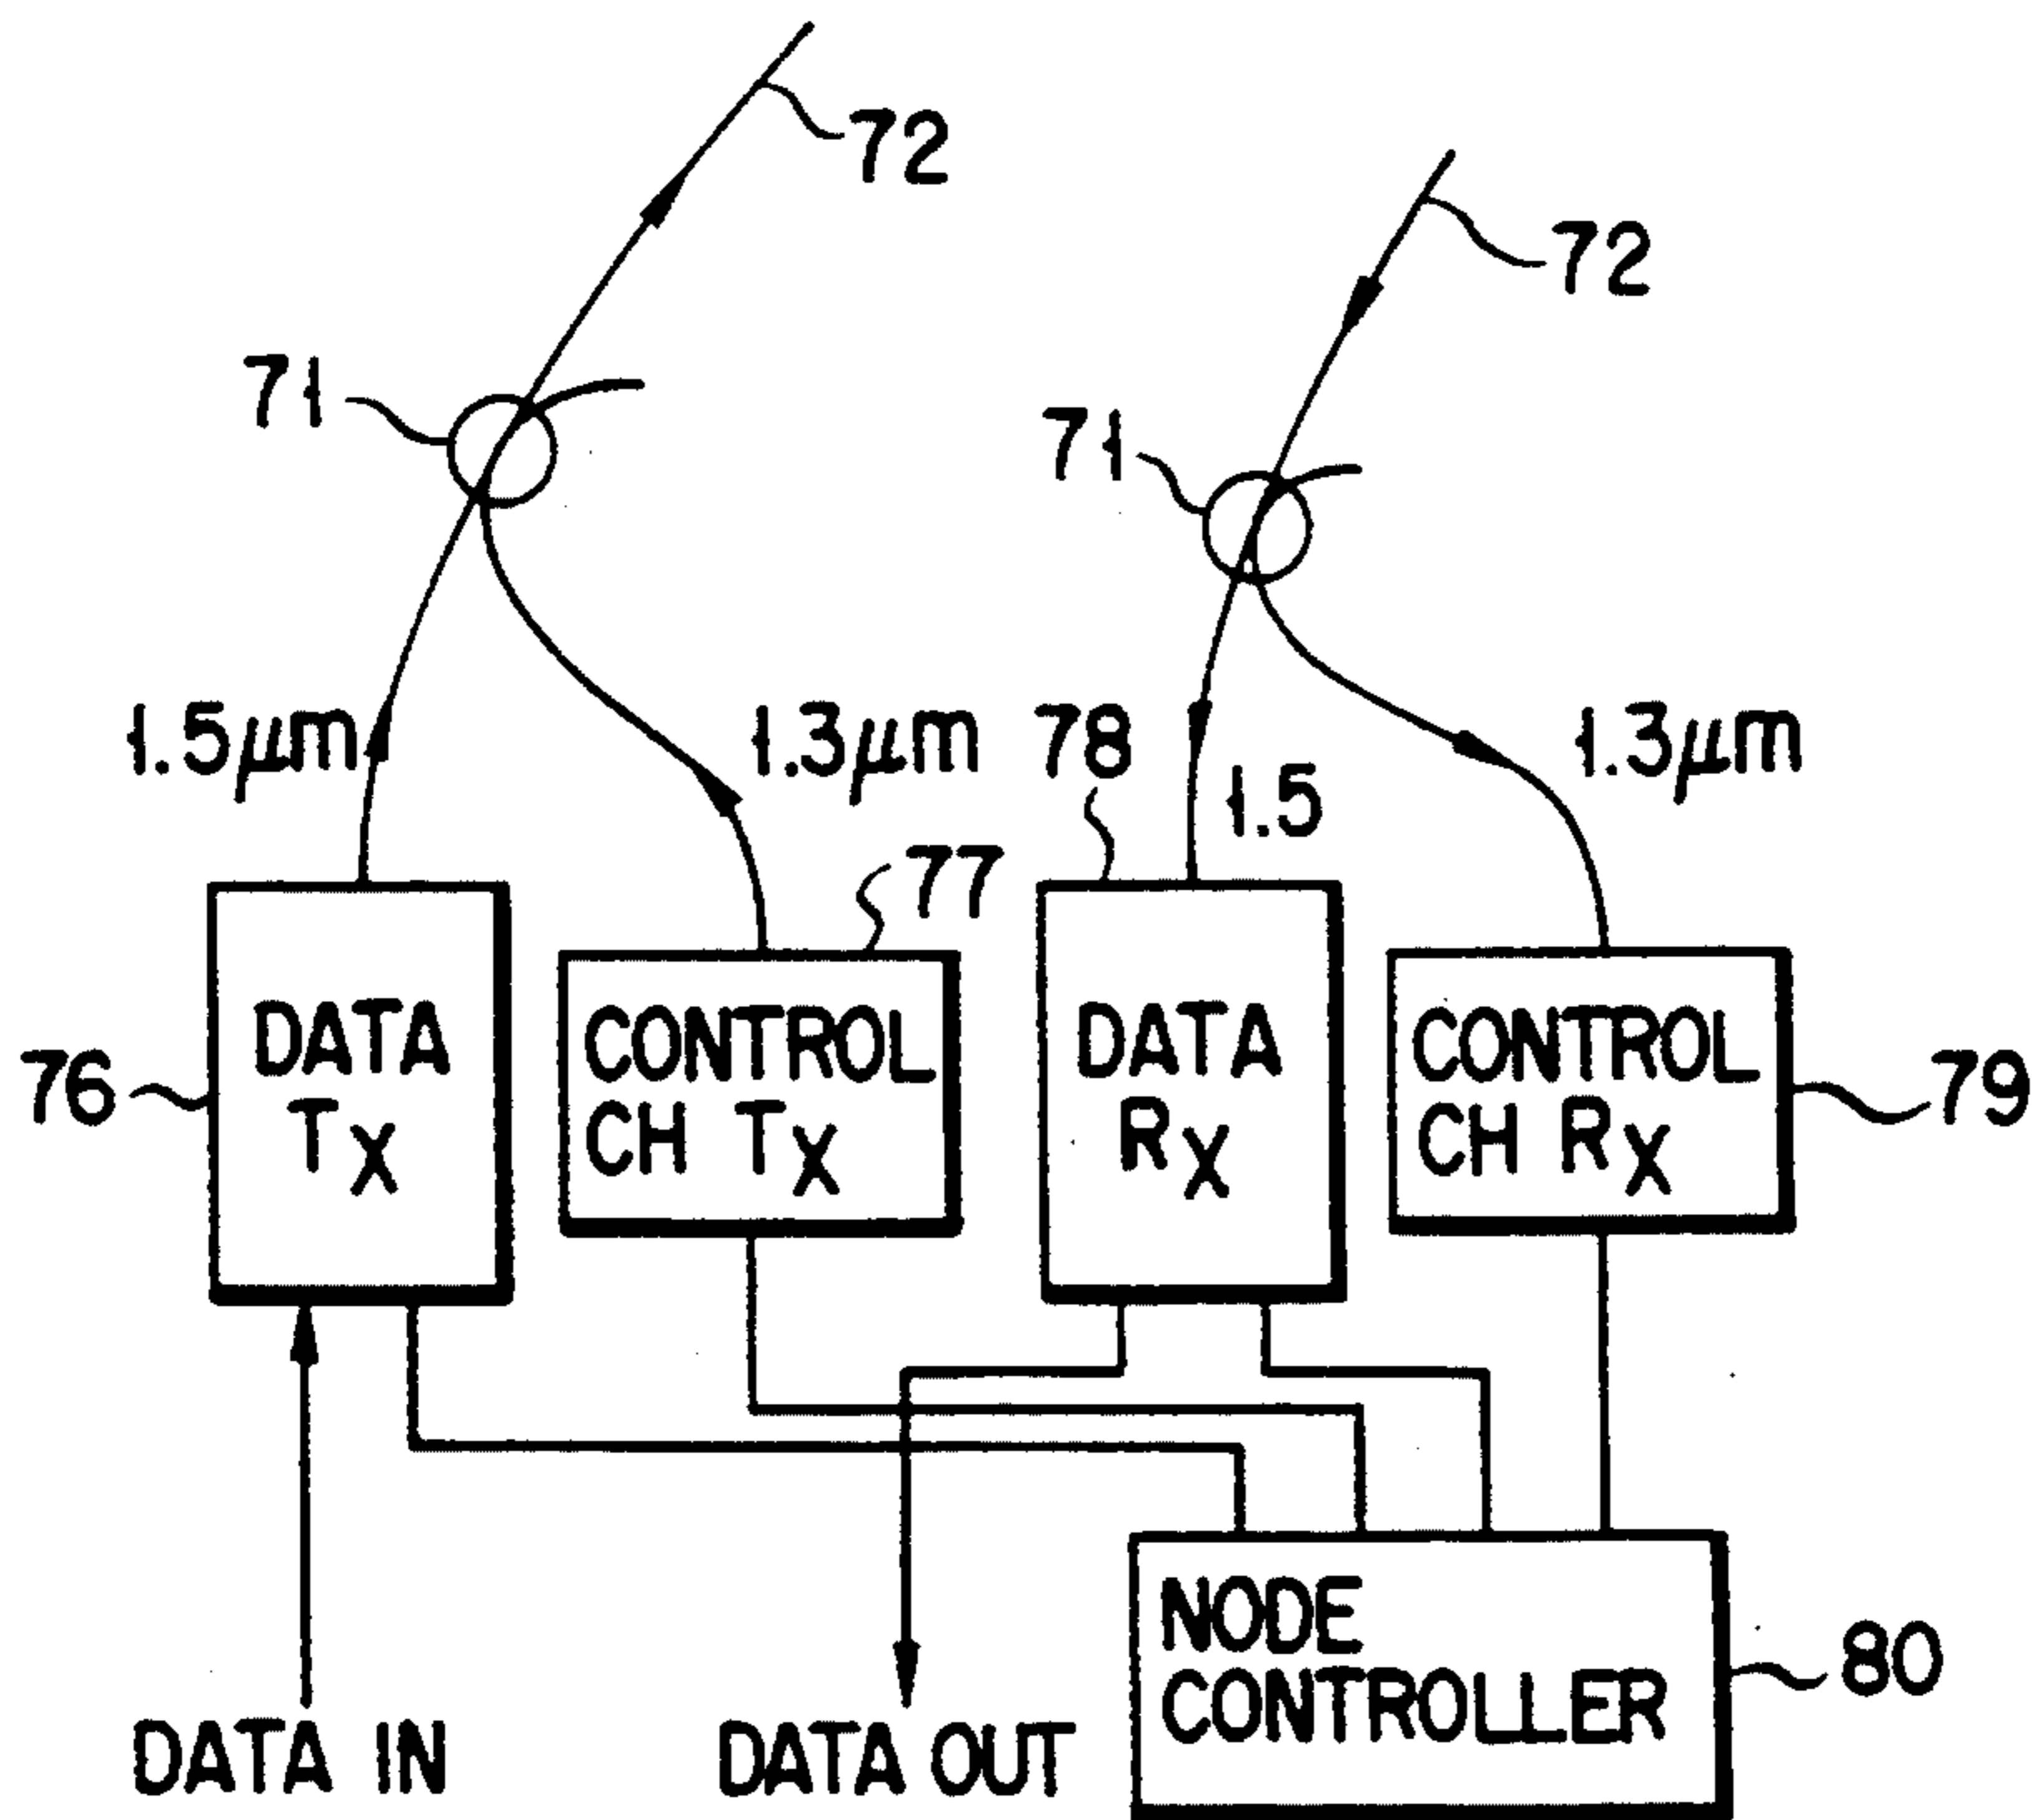 72
72
71
71
1.5μm
1.3μm
78
1.5
1.3μm
77
DATA
TX
CONTROL
CH TX
DATA
RX
CONTROL
CH RX
76
79
NODE
CONTROLLER
80
DATA IN
DATA OUT